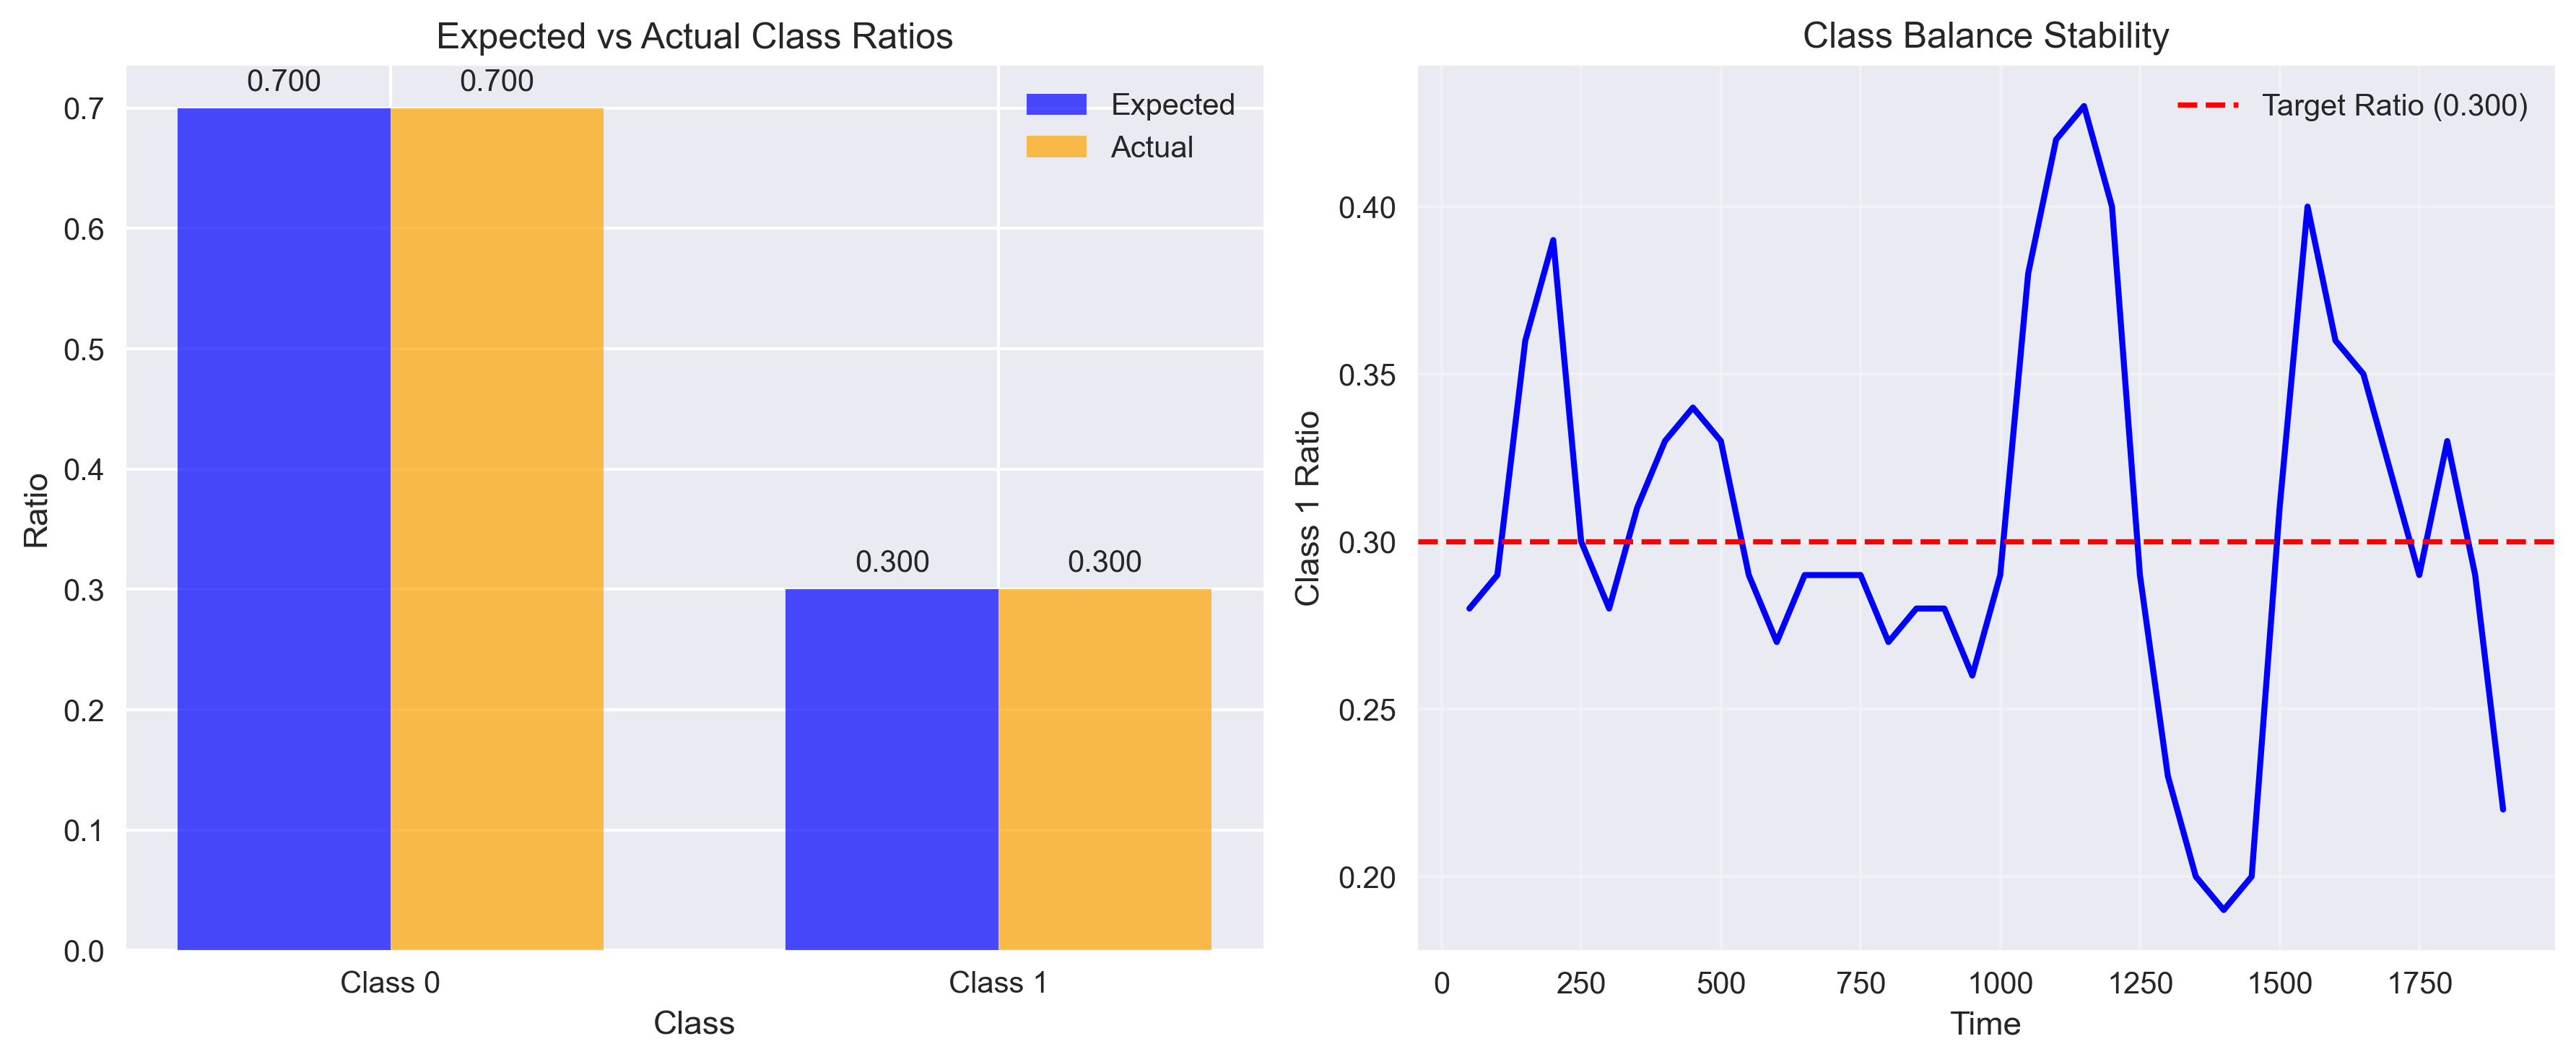 Expected vs Actual Class Ratios
0.700 0.700
Expected
Actual
0.300 0.300
0.7
0.6
0.5
0.4
0.3
0.2
0.1
0.0
Ratio
Class 0 Class 1
Class
Class Balance Stability
Target Ratio (0.300)
0.40
0.35
0.30
0.25
0.20
Class 1 Ratio
0 250 500 750 1000 1250 1500 1750
Time